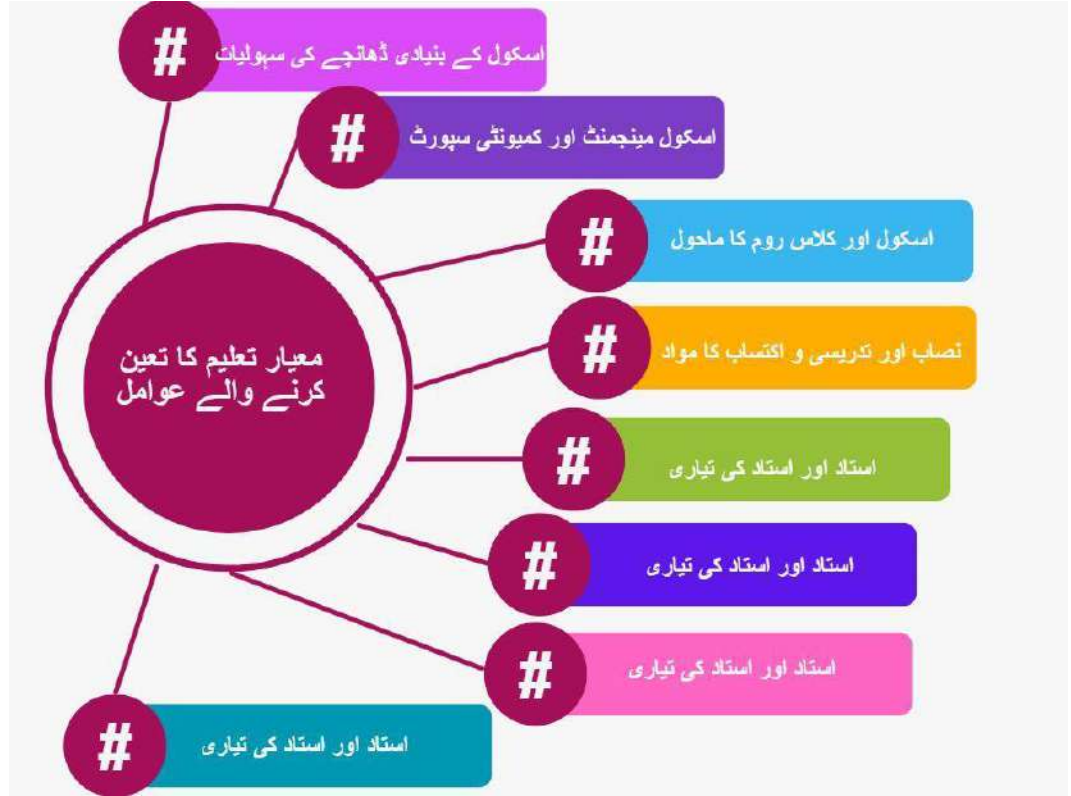 # اسکول کے بنیادی ڈھانچے کی سہولیات
# اسکول مینجمنٹ اور کمیونٹی سپورٹ
# اسکول اور کلاس روم کا ماحول
# نصاب اور تدریسی و اکتساب کا مواد
معیار تعلیم کا تعین
کرنے والے عوامل
# استاد اور استاد کی تیاری
# استاد اور استاد کی تیاری
# استاد اور استاد کی تیاری
# استاد اور استاد کی تیاری